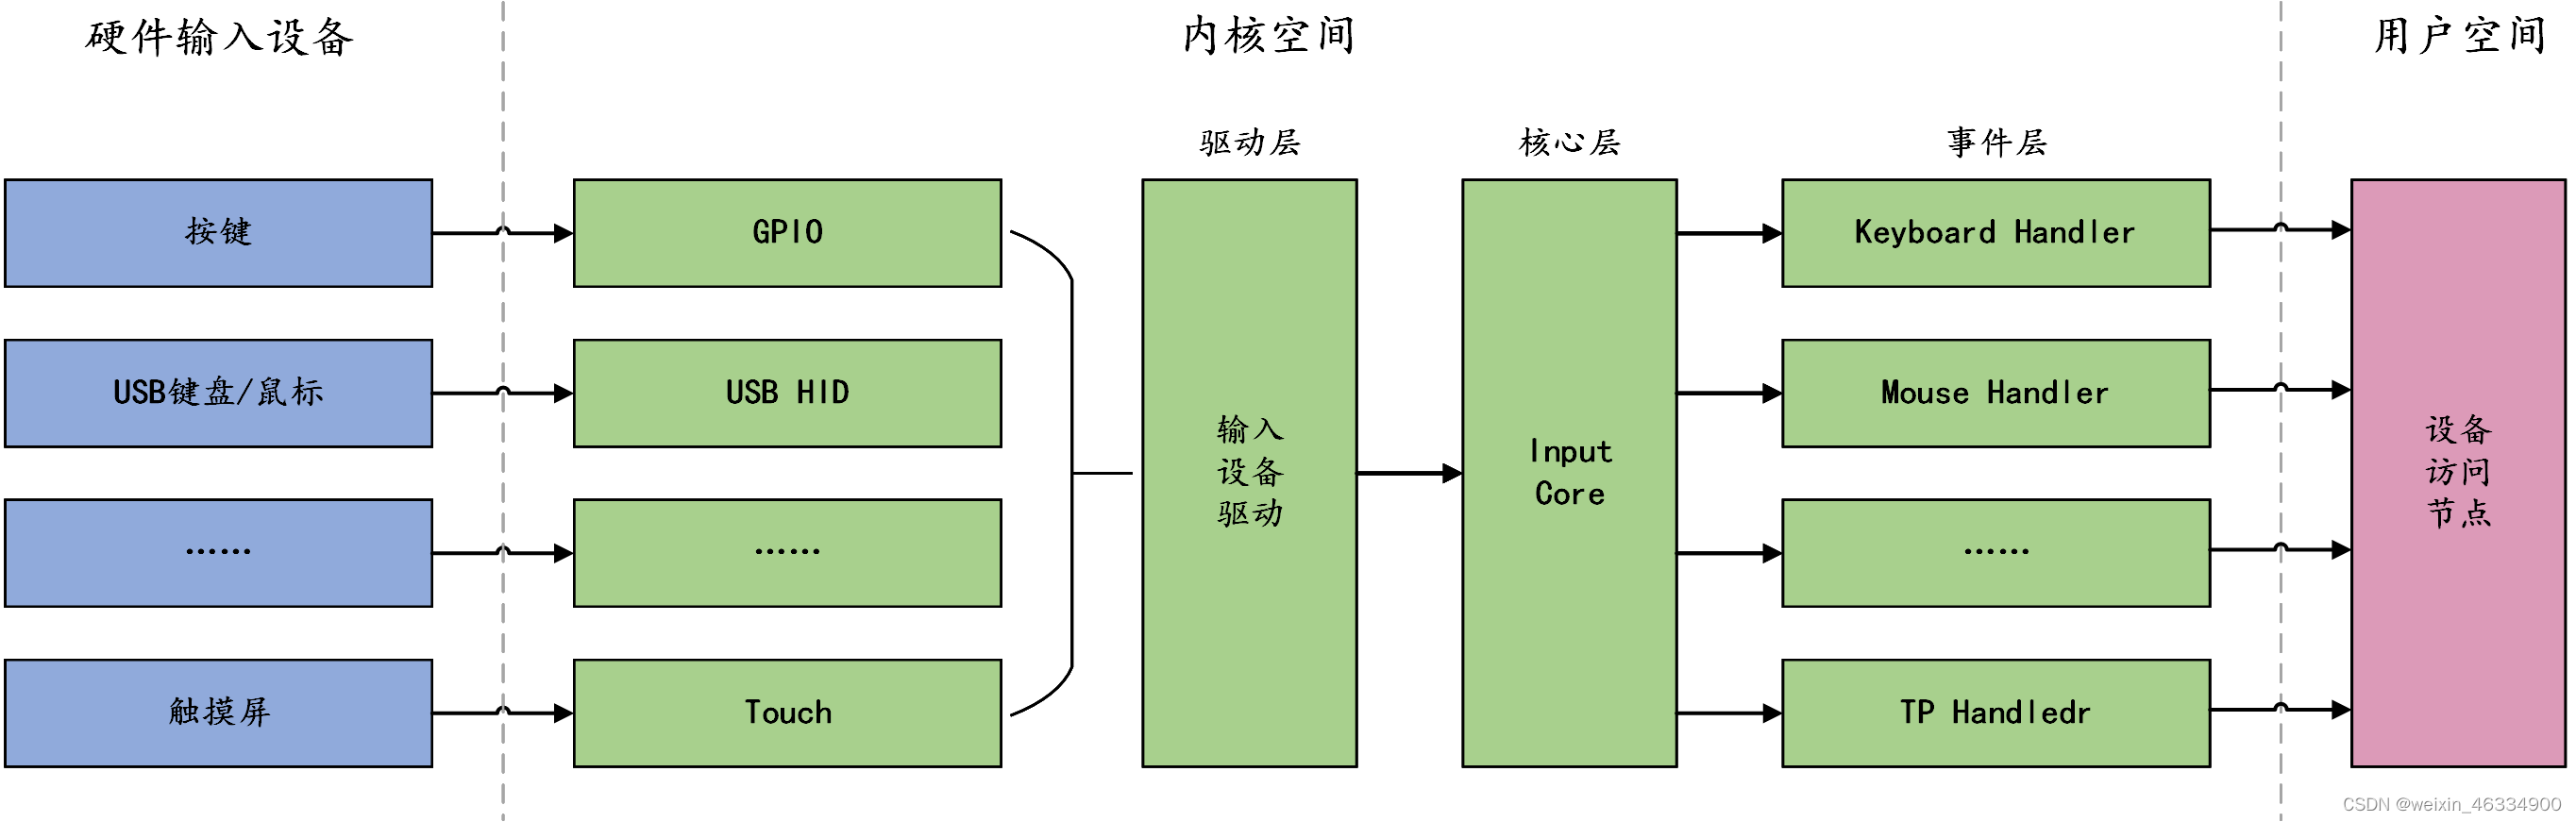 硬件输入设备
内核空间
用户空间
驱动层
核心层
事件层
按键
GPIO
Keyboard Handler
USB键盘/鼠标
USB HID
Mouse Handler
输入
设备
驱动
Input
Core
设备
访问
节点
……
……
……
触摸屏
Touch
TP Handledr
CSDN @weixin_46334900